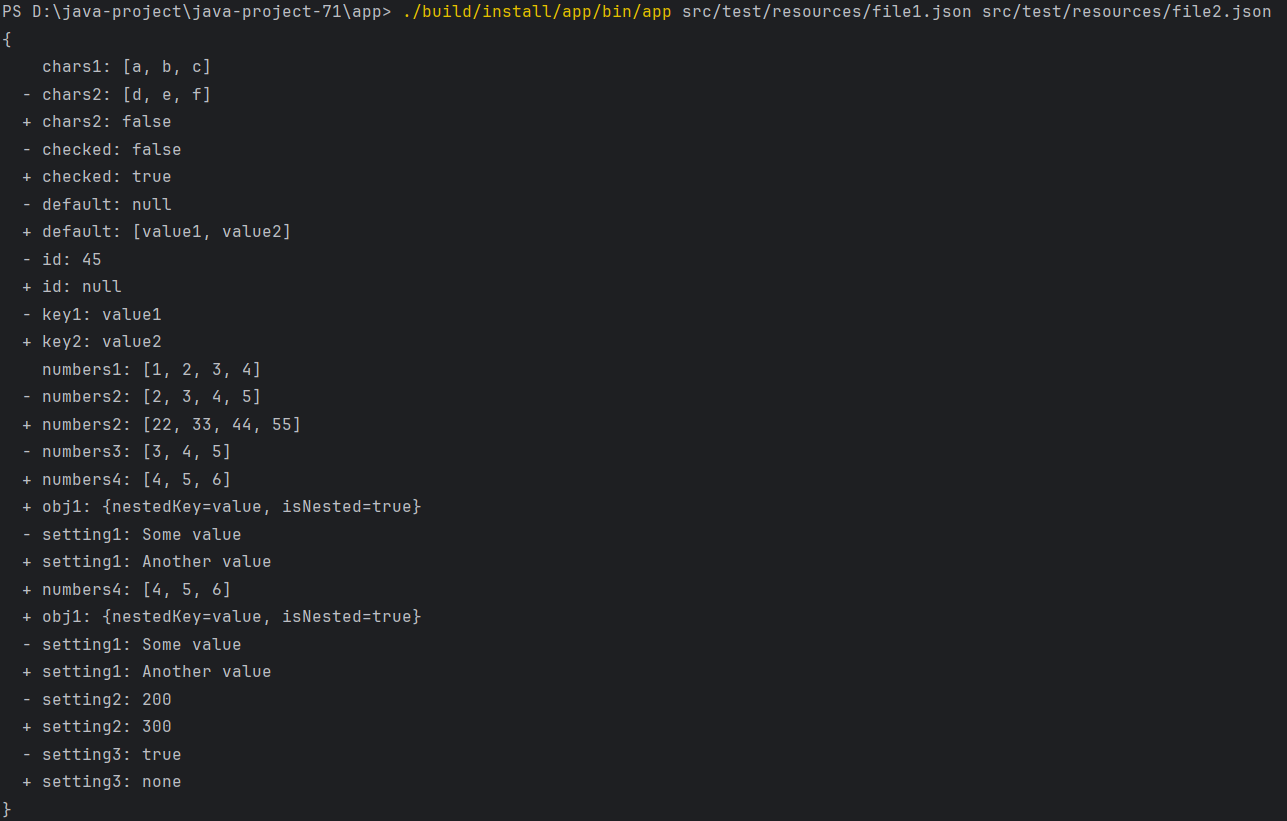 PS D:\java-project\java-project-71\app> ./build/install/app/bin/app src/test/resources/file1.json src/test/resources/file2.json
{
    chars1: [a, b, c]
  - chars2: [d, e, f]
  + chars2: false
  - checked: false
  + checked: true
  - default: null
  + default: [value1, value2]
  - id: 45
  + id: null
  - key1: value1
  + key2: value2
    numbers1: [1, 2, 3, 4]
  - numbers2: [2, 3, 4, 5]
  + numbers2: [22, 33, 44, 55]
  - numbers3: [3, 4, 5]
  + numbers4: [4, 5, 6]
  + obj1: {nestedKey=value, isNested=true}
  - setting1: Some value
  + setting1: Another value
  + numbers4: [4, 5, 6]
  + obj1: {nestedKey=value, isNested=true}
  - setting1: Some value
  + setting1: Another value
  - setting2: 200
  + setting2: 300
  - setting3: true
  + setting3: none
}